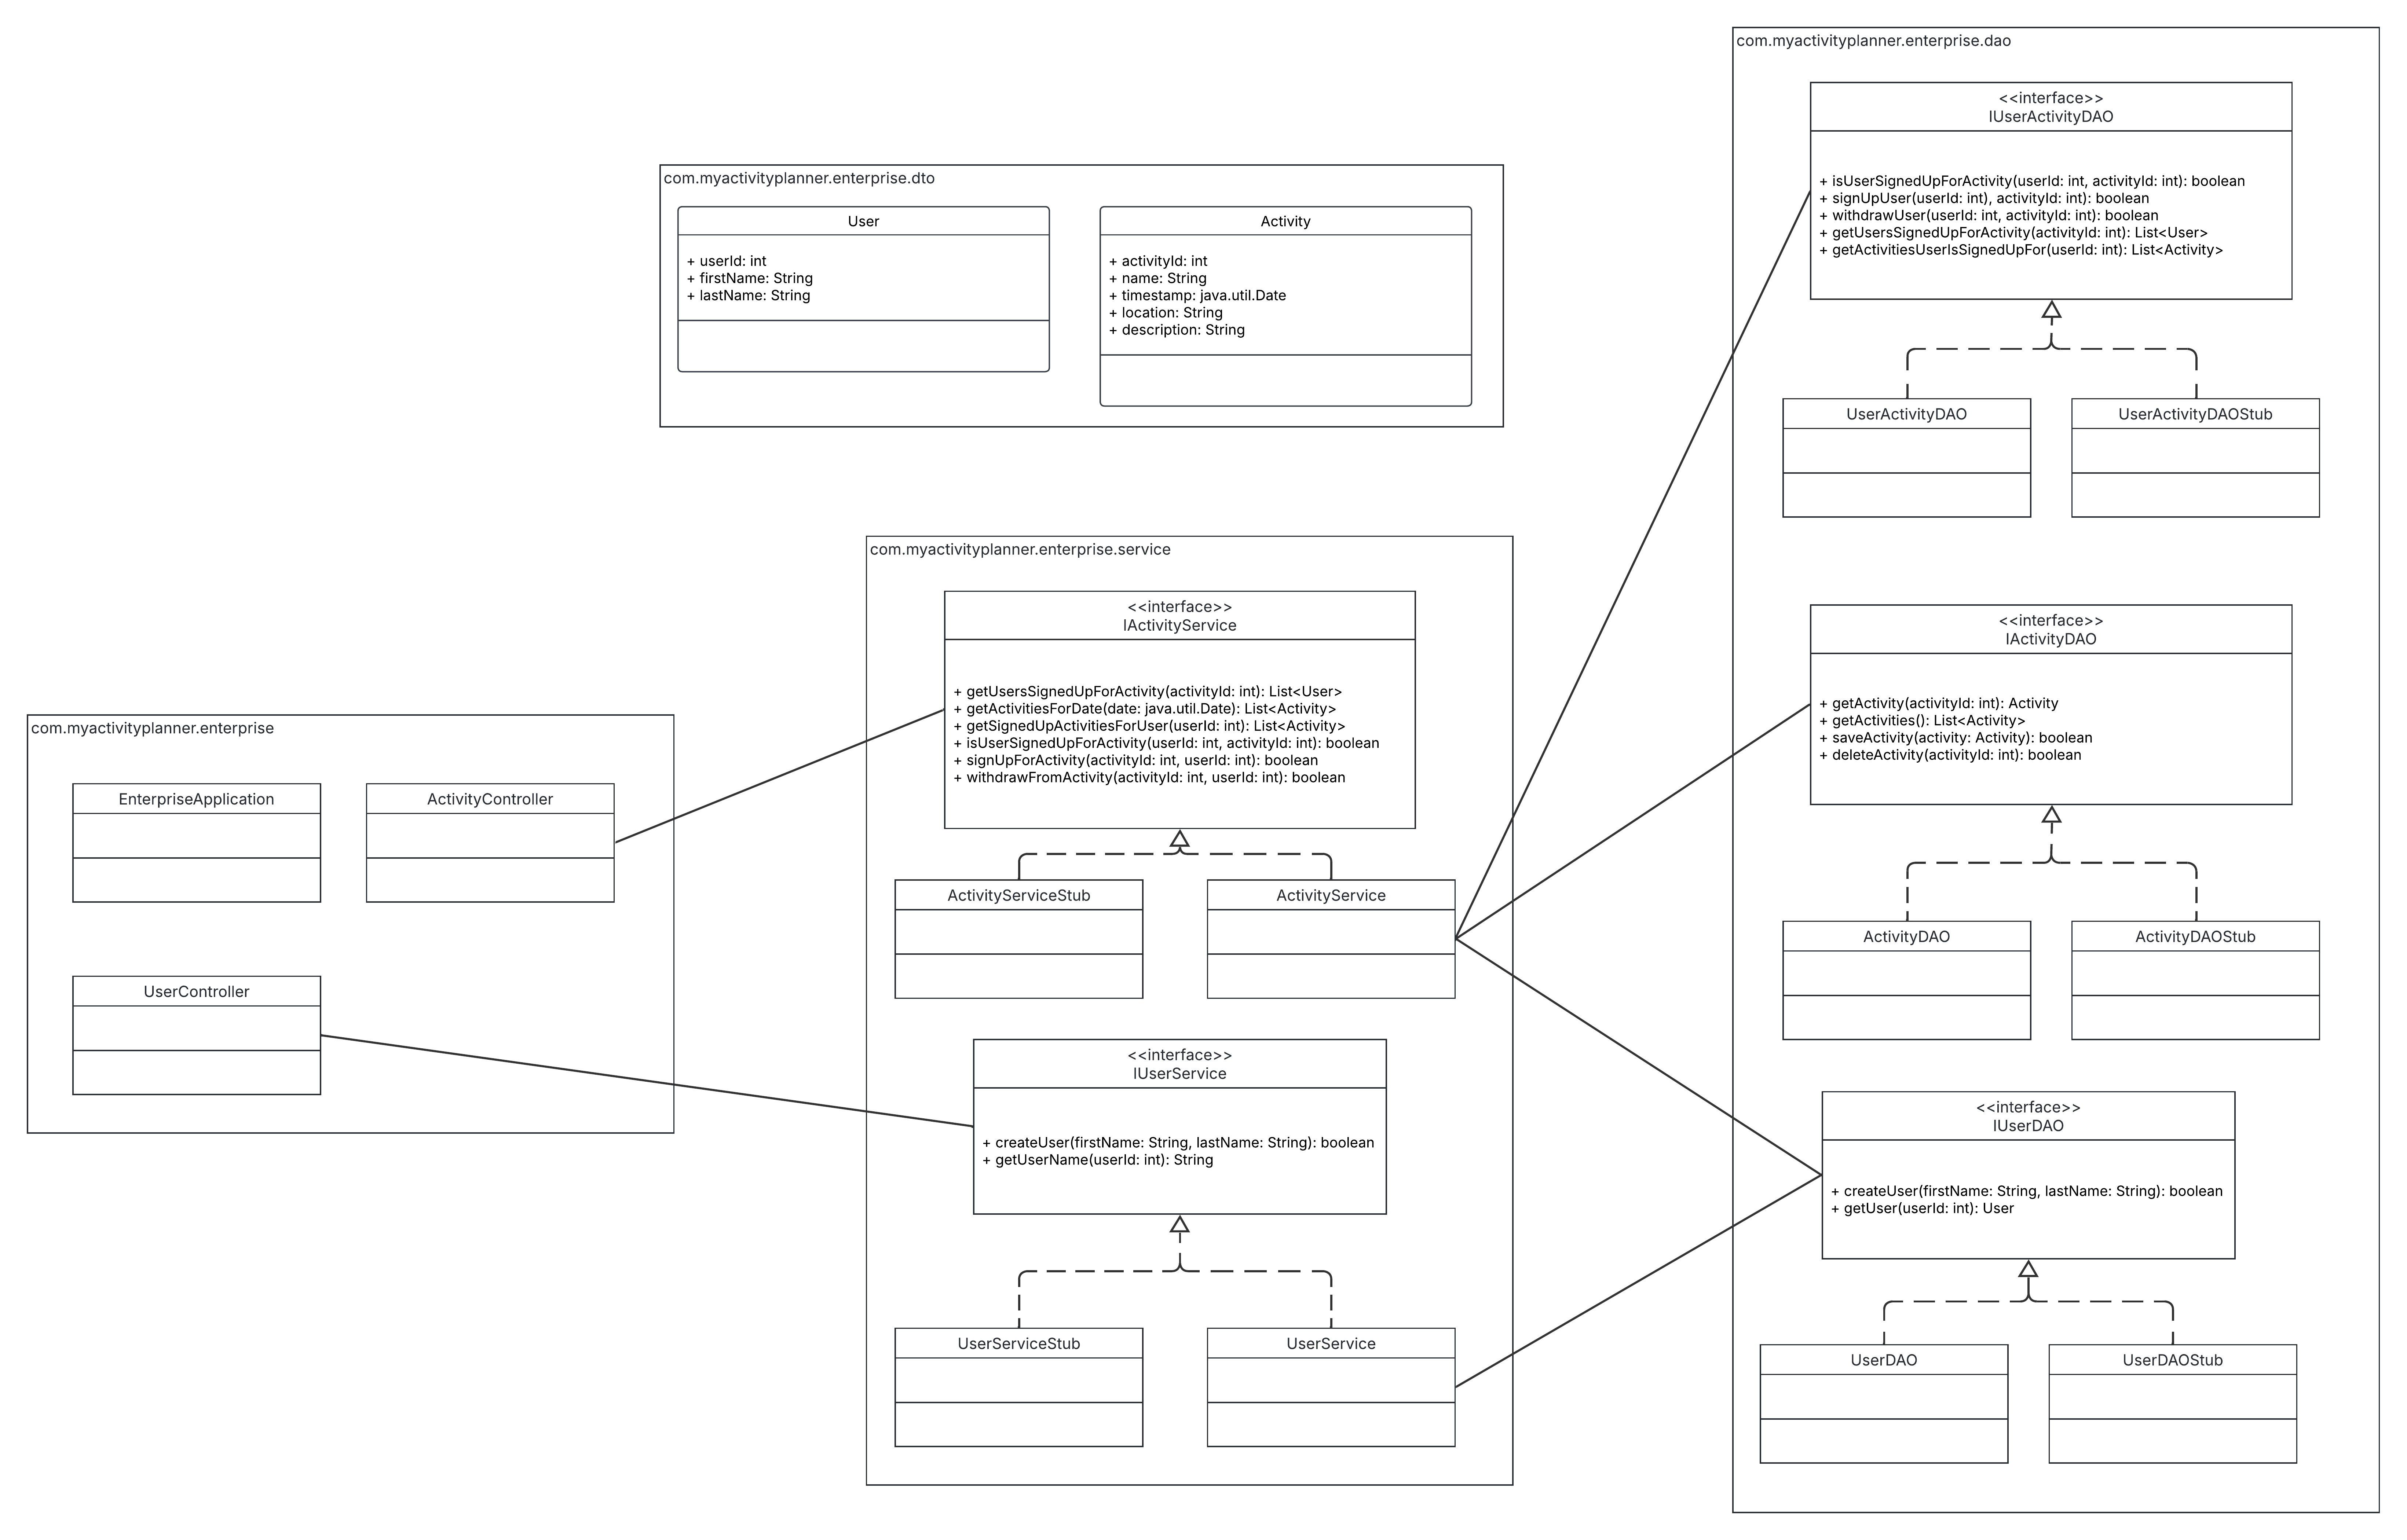 com.myactivityplanner.enterprise.dao
<<interface>>
IUserActivityDAO
+ isUserSignedUpForActivity(userId: int, activityId: int): boolean
+ signUpUser(userId: int), activityId: int): boolean
+ withdrawUser(userId: int, activityId: int): boolean
+ getUsersSignedUpForActivity(activityId: int): List<User>
+ getActivitiesUserIsSignedUpFor(userId: int): List<Activity>
UserActivityDAO
UserActivityDAOStub
<<interface>>
IActivityDAO
+ getActivity(activityId: int): Activity
+ getActivities(): List<Activity>
+ saveActivity(activity: Activity): boolean
+ deleteActivity(activityId: int): boolean
ActivityDAO
ActivityDAOStub
<<interface>>
IUserDAO
+ createUser(firstName: String, lastName: String): boolean
+ getUser(userId: int): User
UserDAO
UserDAOStub
com.myactivityplanner.enterprise.dto
User
+ userId: int
+ firstName: String
+ lastName: String
Activity
+ activityId: int
+ name: String
+ timestamp: java.util.Date
+ location: String
+ description: String
com.myactivityplanner.enterprise.service
<<interface>>
IActivityService
+ getUsersSignedUpForActivity(activityId: int): List<User>
+ getActivitiesForDate(date: java.util.Date): List<Activity>
+ getSignedUpActivitiesForUser(userId: int): List<Activity>
+ isUserSignedUpForActivity(userId: int, activityId: int): boolean
+ signUpForActivity(activityId: int, userId: int): boolean
+ withdrawFromActivity(activityId: int, userId: int): boolean
ActivityServiceStub
ActivityService
<<interface>>
IUserService
+ createUser(firstName: String, lastName: String): boolean
+ getUserName(userId: int): String
UserServiceStub
UserService
com.myactivityplanner.enterprise
EnterpriseApplication
ActivityController
UserController